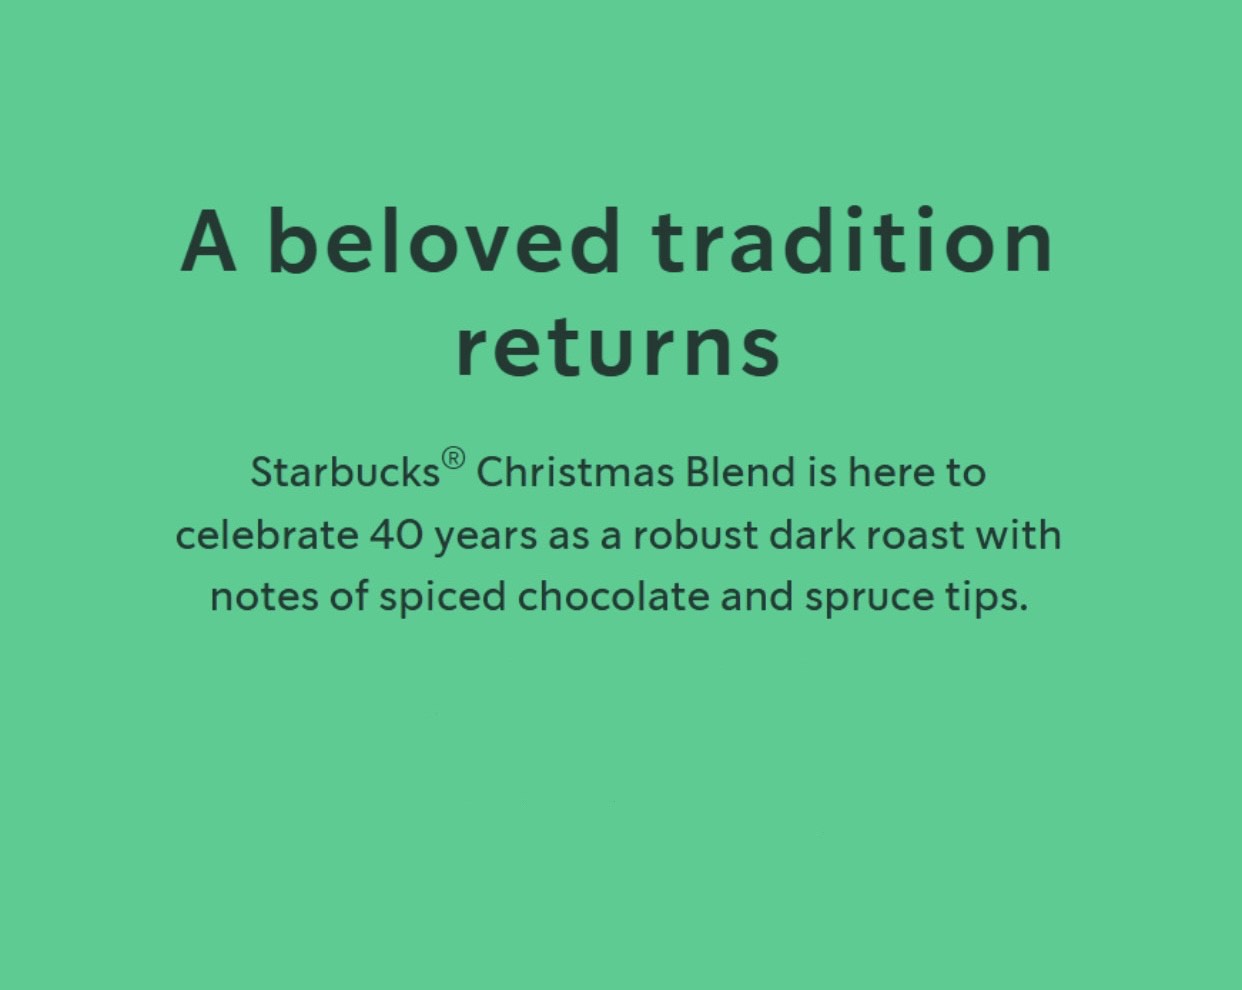 A beloved tradition
returns
Starbucks® Christmas Blend is here to
celebrate 40 years as a robust dark roast with
notes of spiced chocolate and spruce tips.